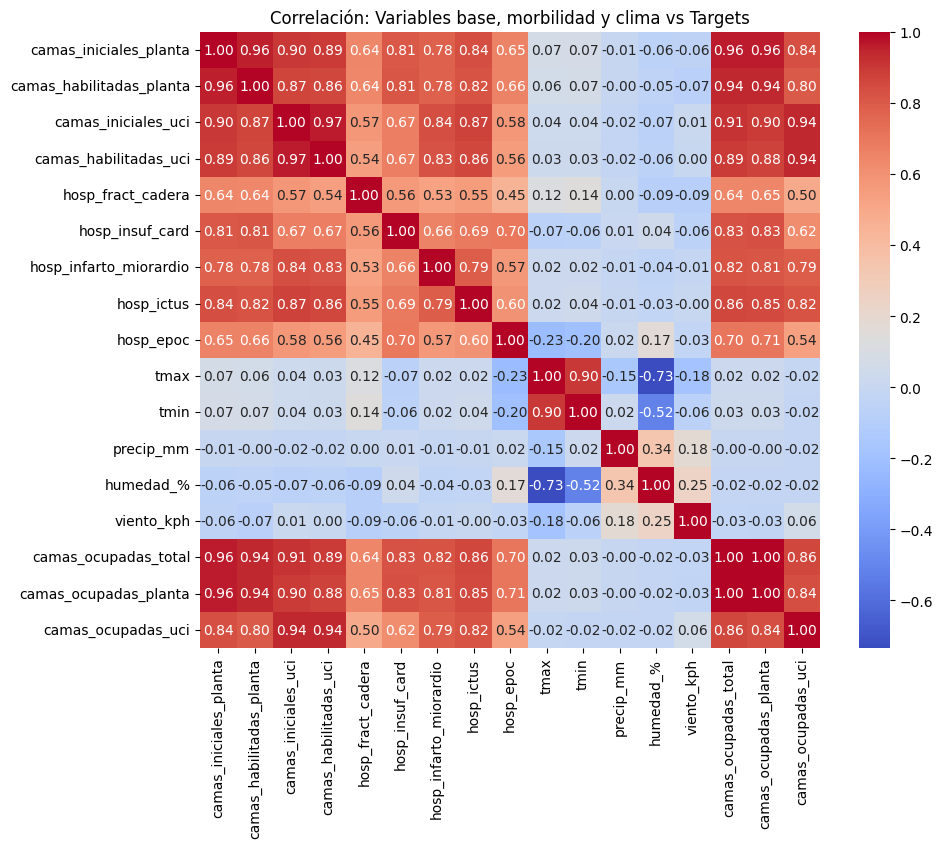 Correlación: Variables base, morbilidad y clima vs Targets
camas_iniciales_planta 1.00 0.96 0.90 0.89 0.64 0.81 0.78 0.84 0.65 0.07 0.07 -0.01 -0.06 -0.06 0.96 0.96 0.84
camas_habilitadas_planta 0.96 1.00 0.87 0.86 0.64 0.81 0.78 0.82 0.66 0.06 0.07 -0.00 -0.05 -0.07 0.94 0.94 0.80
camas_iniciales_uci 0.90 0.87 1.00 0.97 0.57 0.67 0.84 0.87 0.58 0.04 0.04 -0.02 -0.07 0.01 0.91 0.90 0.94
camas_habilitadas_uci 0.89 0.86 0.97 1.00 0.54 0.67 0.83 0.86 0.56 0.03 0.03 -0.02 -0.06 0.00 0.89 0.88 0.94
hosp_fract_cadera 0.64 0.64 0.57 0.54 1.00 0.56 0.53 0.55 0.45 0.12 0.14 0.00 -0.09 -0.09 0.64 0.65 0.50
hosp_insuf_card 0.81 0.81 0.67 0.67 0.56 1.00 0.66 0.69 0.70 -0.07 -0.06 0.01 0.04 -0.06 0.83 0.83 0.62
hosp_infarto_miorardio 0.78 0.78 0.84 0.83 0.53 0.66 1.00 0.79 0.57 0.02 0.02 -0.01 -0.04 -0.01 0.82 0.81 0.79
hosp_ictus 0.84 0.82 0.87 0.86 0.55 0.69 0.79 1.00 0.60 0.02 0.04 -0.01 -0.03 -0.00 0.86 0.85 0.82
hosp_epoc 0.65 0.66 0.58 0.56 0.45 0.70 0.57 0.60 1.00 -0.23 -0.20 0.02 0.17 -0.03 0.70 0.71 0.54
tmax 0.07 0.06 0.04 0.03 0.12 -0.07 0.02 0.02 -0.23 1.00 0.90 -0.15 -0.73 -0.18 0.02 0.02 -0.02
tmin 0.07 0.07 0.04 0.03 0.14 -0.06 0.02 0.04 -0.20 0.90 1.00 0.02 -0.52 -0.06 0.03 0.03 -0.02
precip_mm -0.01 -0.00 -0.02 -0.02 0.00 0.01 -0.01 -0.01 0.02 -0.15 0.02 1.00 0.34 0.18 -0.00 -0.00 -0.02
humedad_% -0.06 -0.05 -0.07 -0.06 -0.09 0.04 -0.04 -0.03 0.17 -0.73 -0.52 0.34 1.00 0.25 -0.02 -0.02 -0.02
viento_kph -0.06 -0.07 0.01 0.00 -0.09 -0.06 -0.01 -0.00 -0.03 -0.18 -0.06 0.18 0.25 1.00 -0.03 -0.03 0.06
camas_ocupadas_total 0.96 0.94 0.91 0.89 0.64 0.83 0.82 0.86 0.70 0.02 0.03 -0.00 -0.02 -0.03 1.00 1.00 0.86
camas_ocupadas_planta 0.96 0.94 0.90 0.88 0.65 0.83 0.81 0.85 0.71 0.02 0.03 -0.00 -0.02 -0.03 1.00 1.00 0.84
camas_ocupadas_uci 0.84 0.80 0.94 0.94 0.50 0.62 0.79 0.82 0.54 -0.02 -0.02 -0.02 -0.02 0.06 0.86 0.84 1.00
camas_iniciales_planta
camas_habilitadas_planta
camas_iniciales_uci
camas_habilitadas_uci
hosp_fract_cadera
hosp_insuf_card
hosp_infarto_miorardio
hosp_ictus
hosp_epoc
tmax
tmin
precip_mm
humedad_%
viento_kph
camas_ocupadas_total
camas_ocupadas_planta
camas_ocupadas_uci
1.0
0.8
0.6
0.4
0.2
0.0
−0.2
−0.4
−0.6